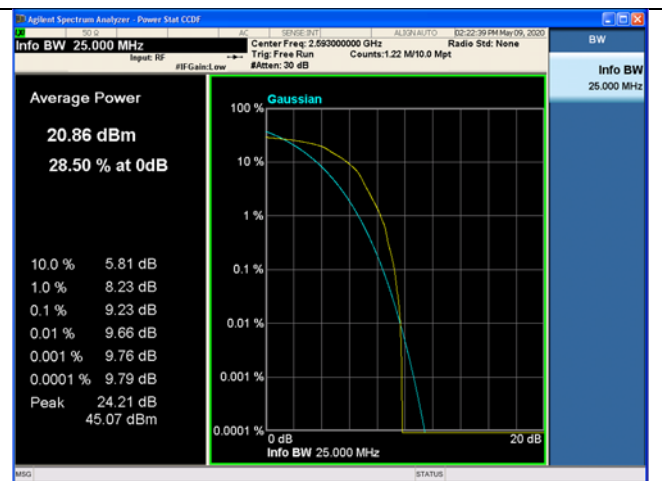 Agilent Spectrum Analyzer - Power Stat CCDF
50 Ω AC SENSE:INT ALIGN AUTO 02:22:39 PM May 09, 2020
Info BW 25.000 MHz
Center Freq: 2.593000000 GHz Radio Std: None
Input: RF Trig: Free Run Counts:1.22 M/10.0 Mpt
#IFGain:Low #Atten: 30 dB
BW
Info BW
25.000 MHz
Average Power
20.86 dBm
28.50 % at 0dB
10.0 % 5.81 dB
1.0 % 8.23 dB
0.1 % 9.23 dB
0.01 % 9.66 dB
0.001 % 9.76 dB
0.0001 % 9.79 dB
Peak 24.21 dB
45.07 dBm
Gaussian
100 %
10 %
1 %
0.1 %
0.01 %
0.001 %
0.0001 %
0 dB 20 dB
Info BW 25.000 MHz
MSG STATUS